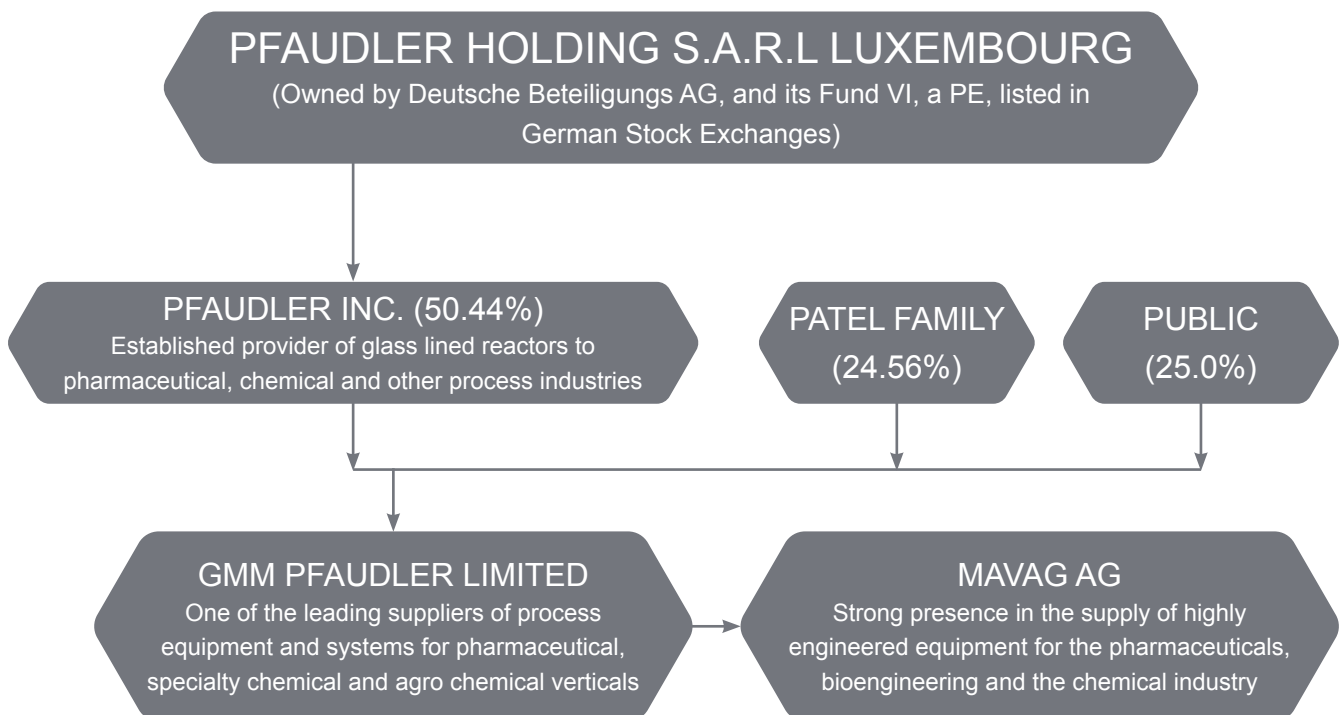 PFAUDLER HOLDING S.A.R.L LUXEMBOURG
(Owned by Deutsche Beteiligungs AG, and its Fund VI, a PE, listed in
German Stock Exchanges)
PFAUDLER INC. (50.44%)
Established provider of glass lined reactors to
pharmaceutical, chemical and other process industries
PATEL FAMILY
(24.56%)
PUBLIC
(25.0%)
GMM PFAUDLER LIMITED
One of the leading suppliers of process
equipment and systems for pharmaceutical,
specialty chemical and agro chemical verticals
MAVAG AG
Strong presence in the supply of highly
engineered equipment for the pharmaceuticals,
bioengineering and the chemical industry